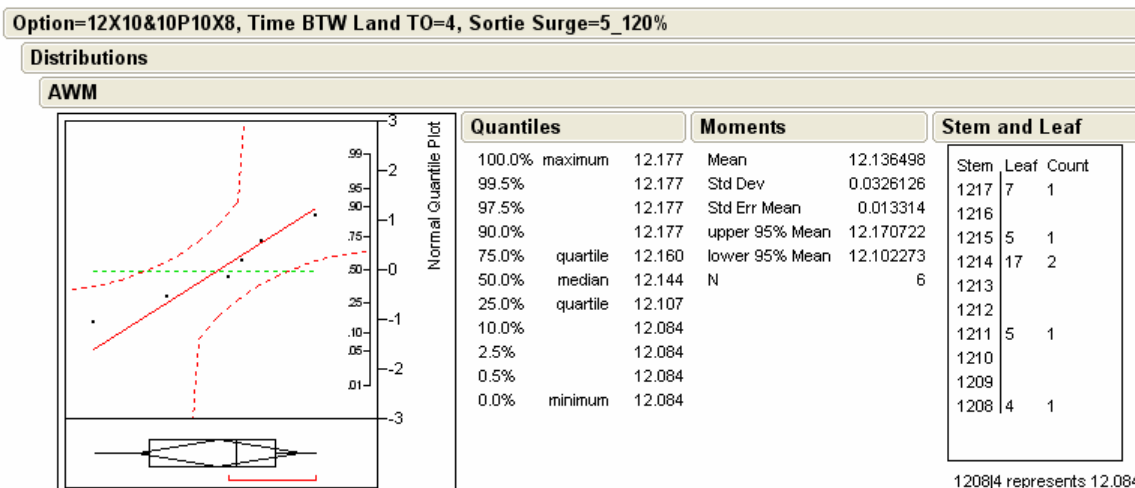 Option=12X10&10P10X8, Time BTW Land TO=4, Sortie Surge=5_120%
Distributions
AWM
3
2
1
0
-1
-2
-3
.99
.95
.90
.75
.50
.25
.10
.05
.01
Normal Quantile Plot
Quantiles
100.0% maximum 12.177
99.5% 12.177
97.5% 12.177
90.0% 12.177
75.0% quartile 12.160
50.0% median 12.144
25.0% quartile 12.107
10.0% 12.084
2.5% 12.084
0.5% 12.084
0.0% minimum 12.084
Moments
Mean 12.136498
Std Dev 0.0326126
Std Err Mean 0.013314
upper 95% Mean 12.170722
lower 95% Mean 12.102273
N 6
Stem and Leaf
Stem Leaf Count
1217 7 1
1216
1215 5 1
1214 17 2
1213
1212
1211 5 1
1210
1209
1208 4 1
1208|4 represents 12.084